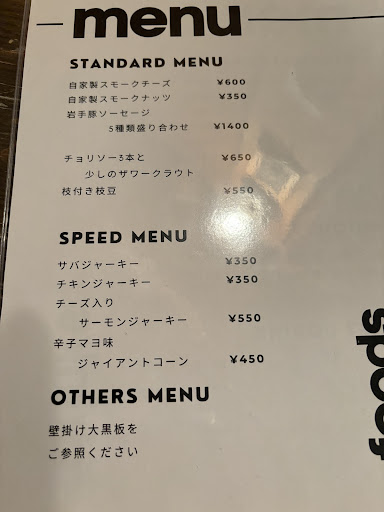 menu
STANDARD MENU
自家製スモークチーズ ¥600
自家製スモークナッツ ¥350
岩手豚ソーセージ
5種類盛り合わせ ¥1400
チョリソー3本と ¥650
少しのザワークラウト
枝付き枝豆 ¥550
SPEED MENU
サバジャーキー ¥350
チキンジャーキー ¥350
チーズ入り
サーモンジャーキー ¥550
辛子マヨ味
ジャイアントコーン ¥450
OTHERS MENU
壁掛け大黒板を
ご参照ください
foods